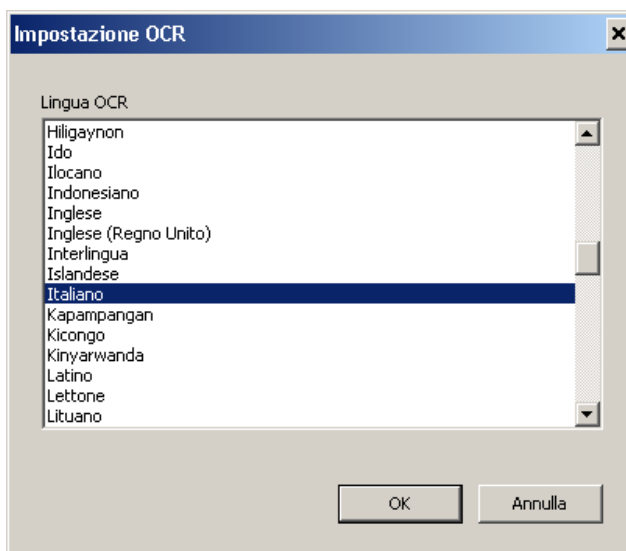 Impostazione OCR
Lingua OCR
Hiligaynon
Ido
Ilocano
Indonesiano
Inglese
Inglese (Regno Unito)
Interlingua
Islandese
Italiano
Kapampangan
Kicongo
Kinyarwanda
Latino
Lettone
Lituano
OK Annulla